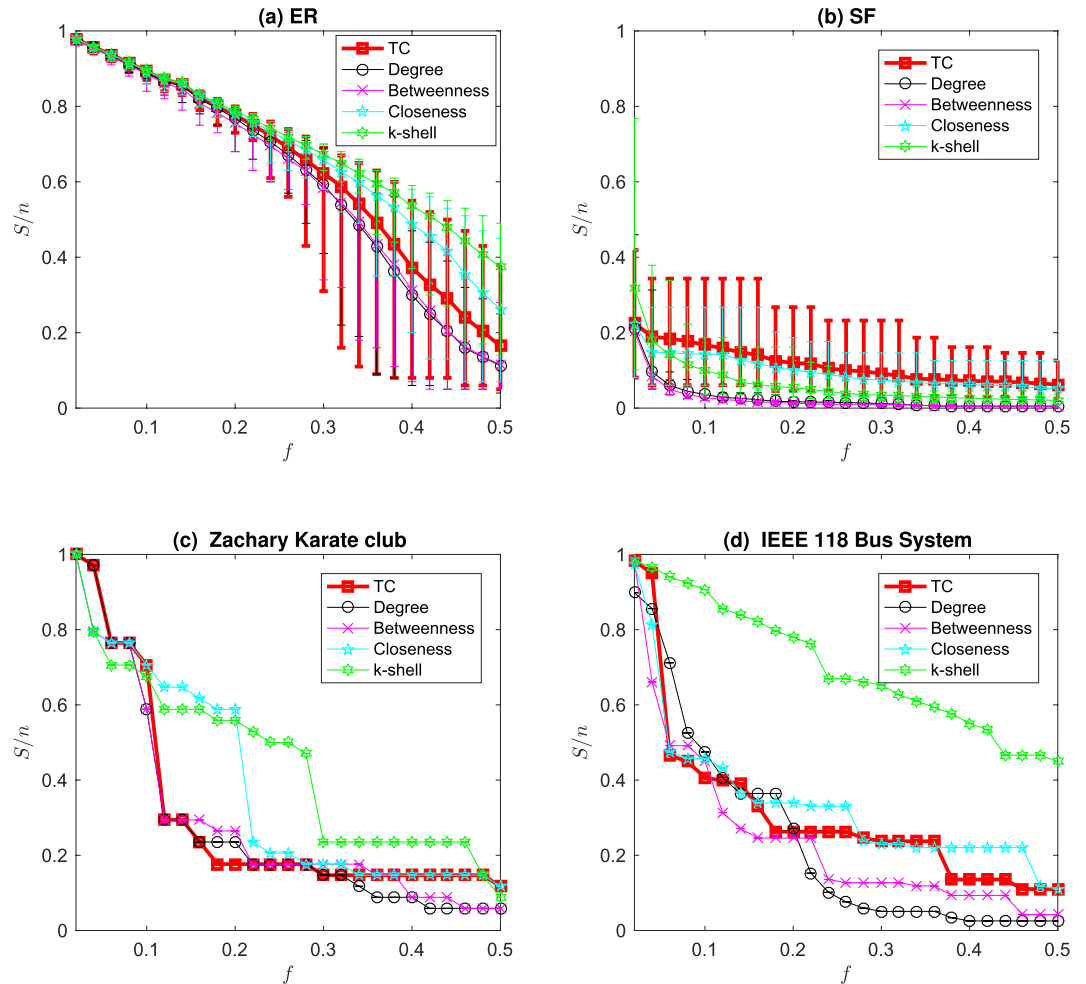 (a) ER
1
0.8
0.6
0.4
0.2
0
S/n
0.1
0.2
0.3
0.4
0.5
f
TC
Degree
Betweenness
Closeness
k-shell
(b) SF
1
0.8
0.6
0.4
0.2
0
S/n
0.1
0.2
0.3
0.4
0.5
f
TC
Degree
Betweenness
Closeness
k-shell
(c) Zachary Karate club
1
0.8
0.6
0.4
0.2
0
S/n
0.1
0.2
0.3
0.4
0.5
f
TC
Degree
Betweenness
Closeness
k-shell
(d) IEEE 118 Bus System
1
0.8
0.6
0.4
0.2
0
S/n
0.1
0.2
0.3
0.4
0.5
f
TC
Degree
Betweenness
Closeness
k-shell